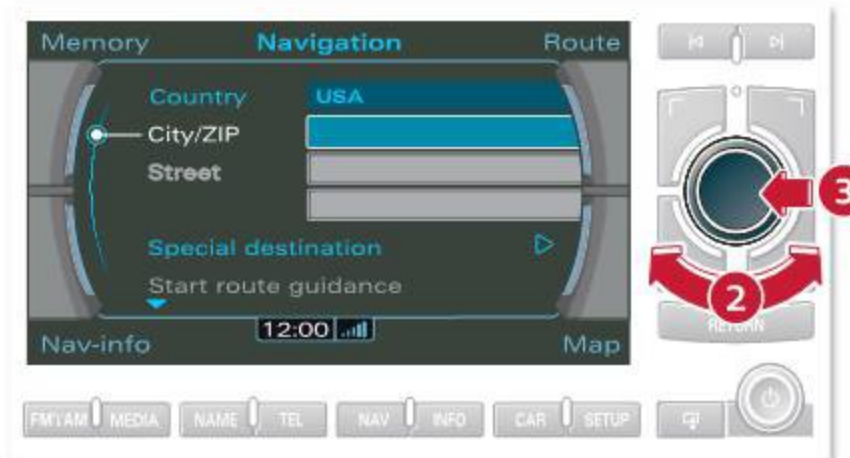 Memory Navigation Route
Country USA
City/ZIP
Street
Special destination
Start route guidance
12:00
Nav-info Map
3
2
RETURN
FM\AM MEDIA NAME TEL NAV INFO CAR SETUP